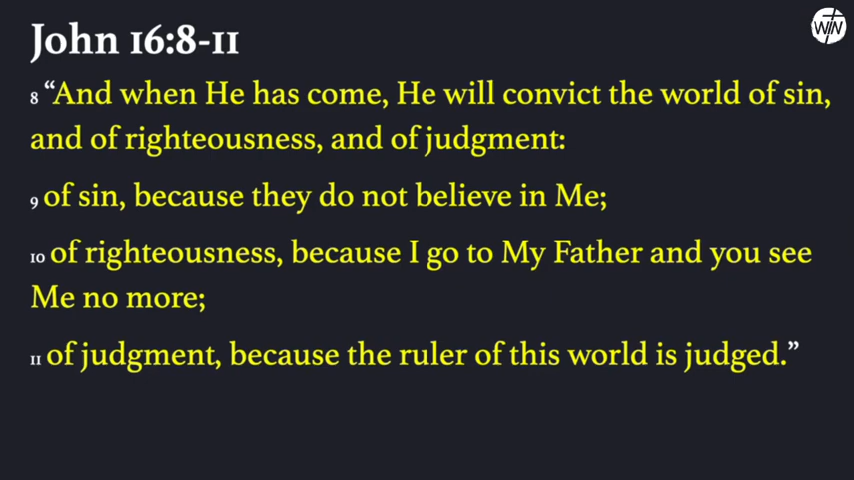 John 16:8-11
WIN
8 “And when He has come, He will convict the world of sin,
and of righteousness, and of judgment:
9 of sin, because they do not believe in Me;
10 of righteousness, because I go to My Father and you see
Me no more;
11 of judgment, because the ruler of this world is judged.”